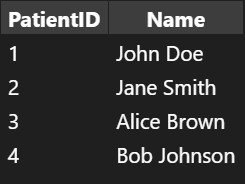 PatientID Name
1 John Doe
2 Jane Smith
3 Alice Brown
4 Bob Johnson